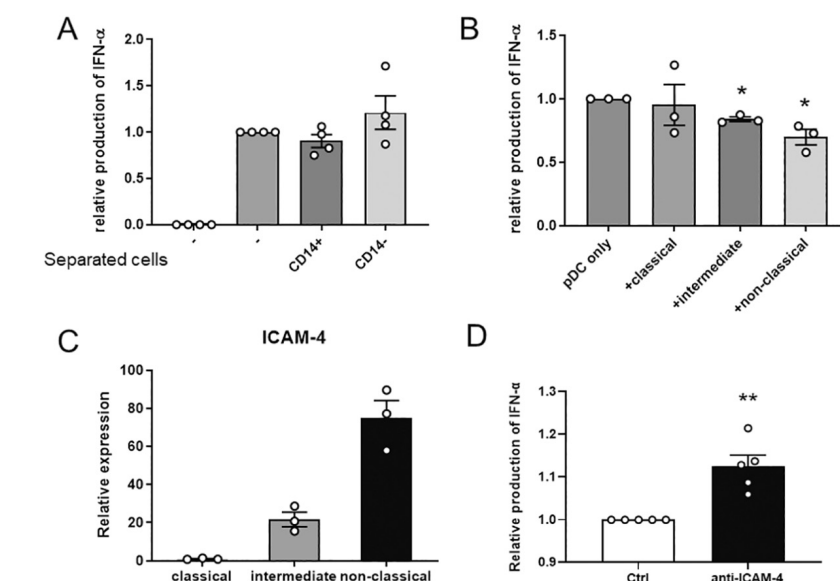 A
relative production of IFN-α
2.0
1.5
1.0
0.5
0.0
-
-
CD14+
CD14-
Separated cells
B
relative production of IFN-α
1.5
1.0
0.5
0.0
*
*
pDC only
+classical
+intermediate
+non-classical
C
ICAM-4
Relative expression
100
80
60
40
20
0
classical
intermediate
non-classical
D
Relative production of IFN-α
1.3
1.2
1.1
1.0
0.9
**
Ctrl
anti-ICAM-4